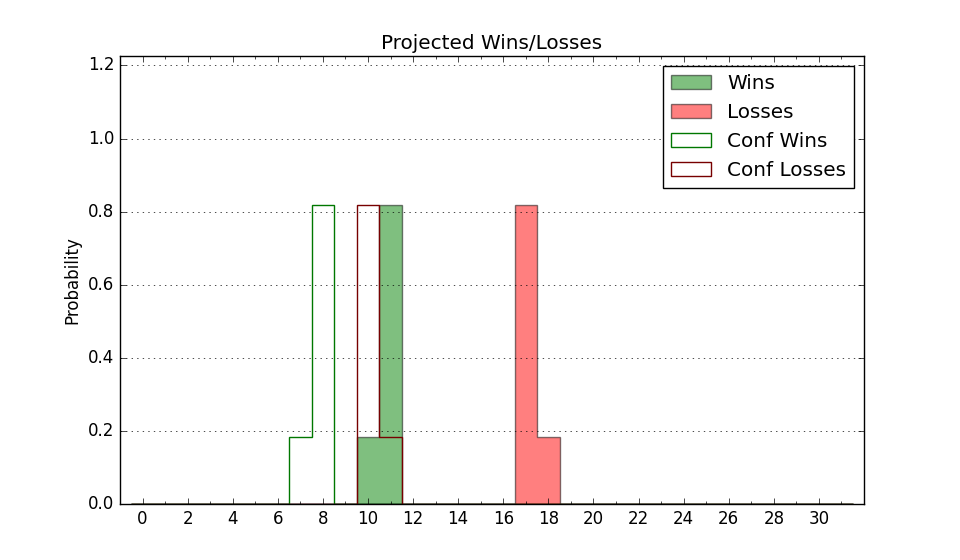 Projected Wins/Losses
1.2
1.0
0.8
0.6
0.4
0.2
0.0
Probability
Wins
Losses
Conf Wins
Conf Losses
0 2 4 6 8 10 12 14 16 18 20 22 24 26 28 30